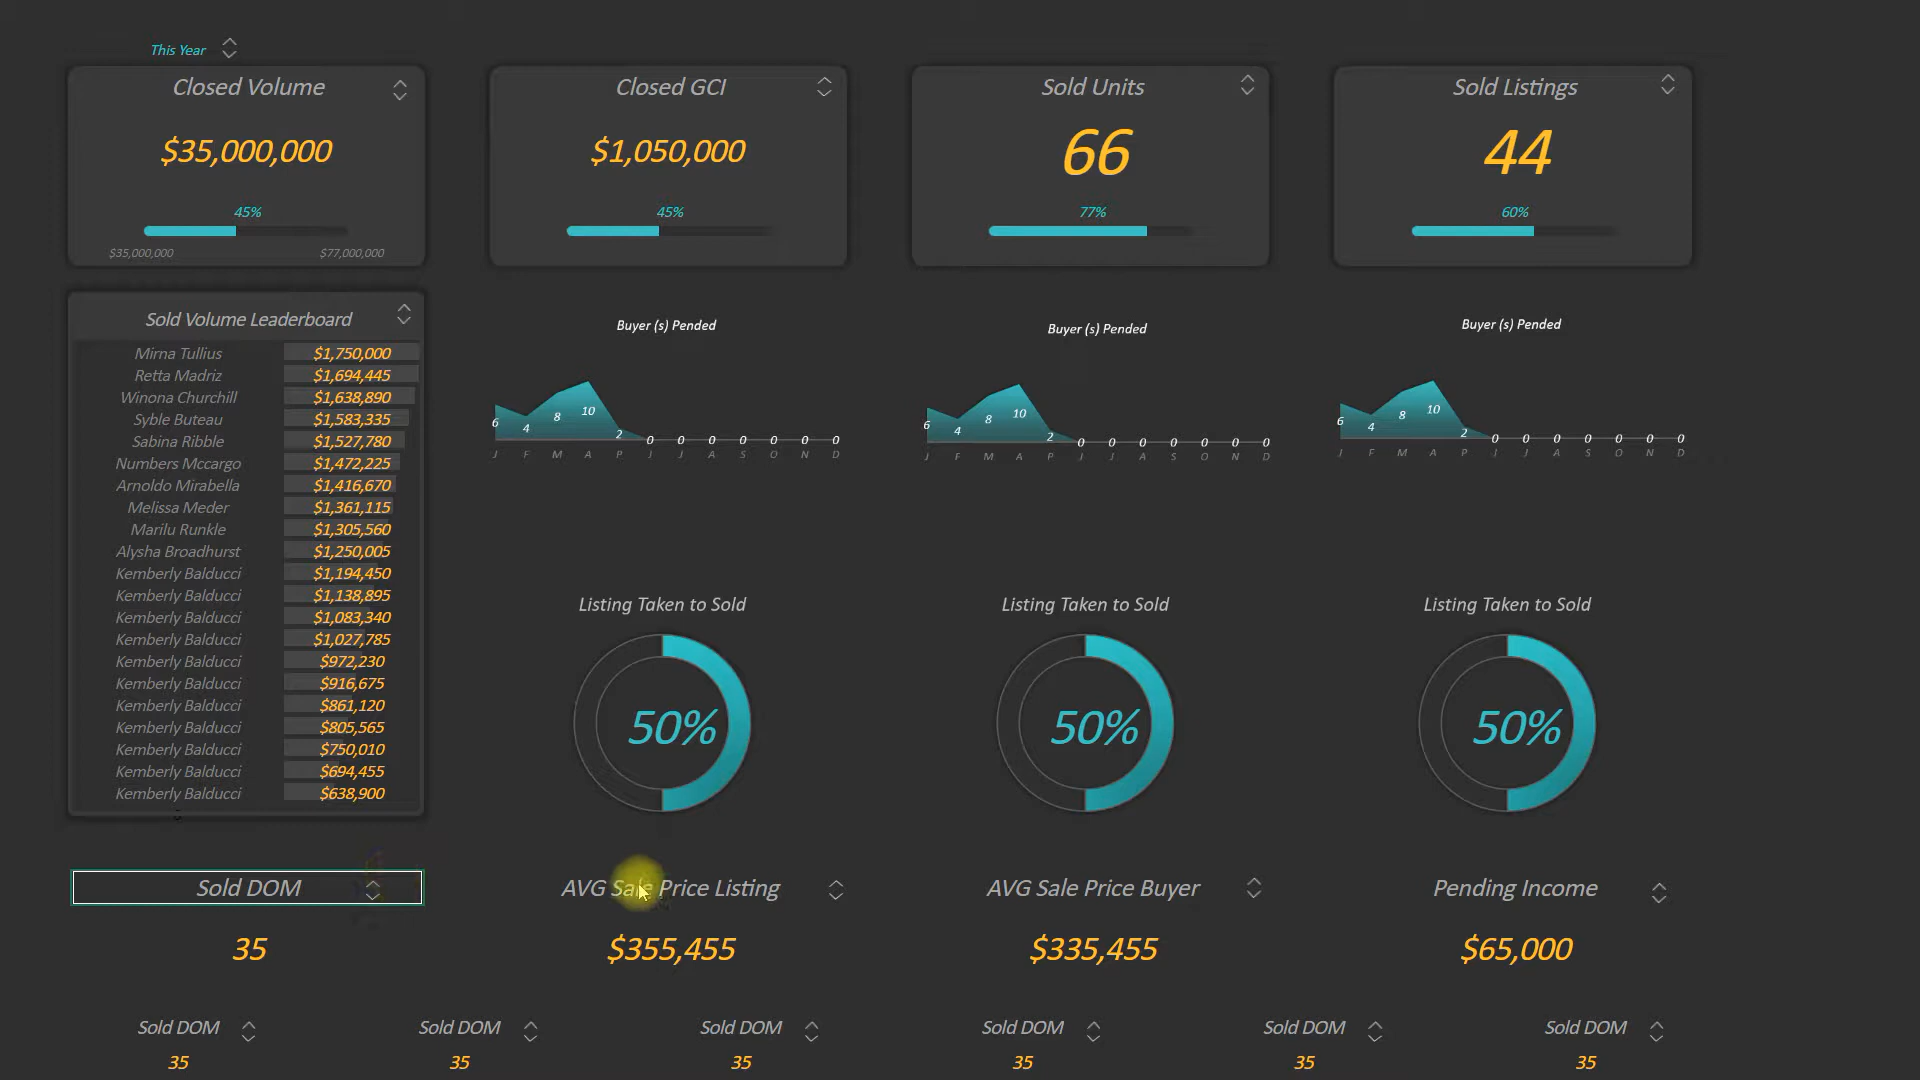 This Year
Closed Volume
$35,000,000
45%
$35,000,000 $77,000,000
Closed GCI
$1,050,000
45%
Sold Units
66
77%
Sold Listings
44
60%
Sold Volume Leaderboard
Mirna Tullius $1,750,000
Retta Madriz $1,694,445
Winona Churchill $1,638,890
Syble Buteau $1,583,335
Sabina Ribble $1,527,780
Numbers Mccargo $1,472,225
Arnoldo Mirabella $1,416,670
Melissa Meder $1,361,115
Marilu Runkle $1,305,560
Alysha Broadhurst $1,250,005
Kemberly Balducci $1,194,450
Kemberly Balducci $1,138,895
Kemberly Balducci $1,083,340
Kemberly Balducci $1,027,785
Kemberly Balducci $972,230
Kemberly Balducci $916,675
Kemberly Balducci $861,120
Kemberly Balducci $805,565
Kemberly Balducci $750,010
Kemberly Balducci $694,455
Kemberly Balducci $638,900
Buyer (s) Pended
6 4 8 10 2 0 0 0 0 0 0 0
J F M A P J J A S O N D
Buyer (s) Pended
6 4 8 10 2 0 0 0 0 0 0 0
J F M A P J J A S O N D
Buyer (s) Pended
6 4 8 10 2 0 0 0 0 0 0 0
J F M A P J J A S O N D
Listing Taken to Sold
50%
Listing Taken to Sold
50%
Listing Taken to Sold
50%
Sold DOM
35
AVG Sale Price Listing
$355,455
AVG Sale Price Buyer
$335,455
Pending Income
$65,000
Sold DOM
35
Sold DOM
35
Sold DOM
35
Sold DOM
35
Sold DOM
35
Sold DOM
35